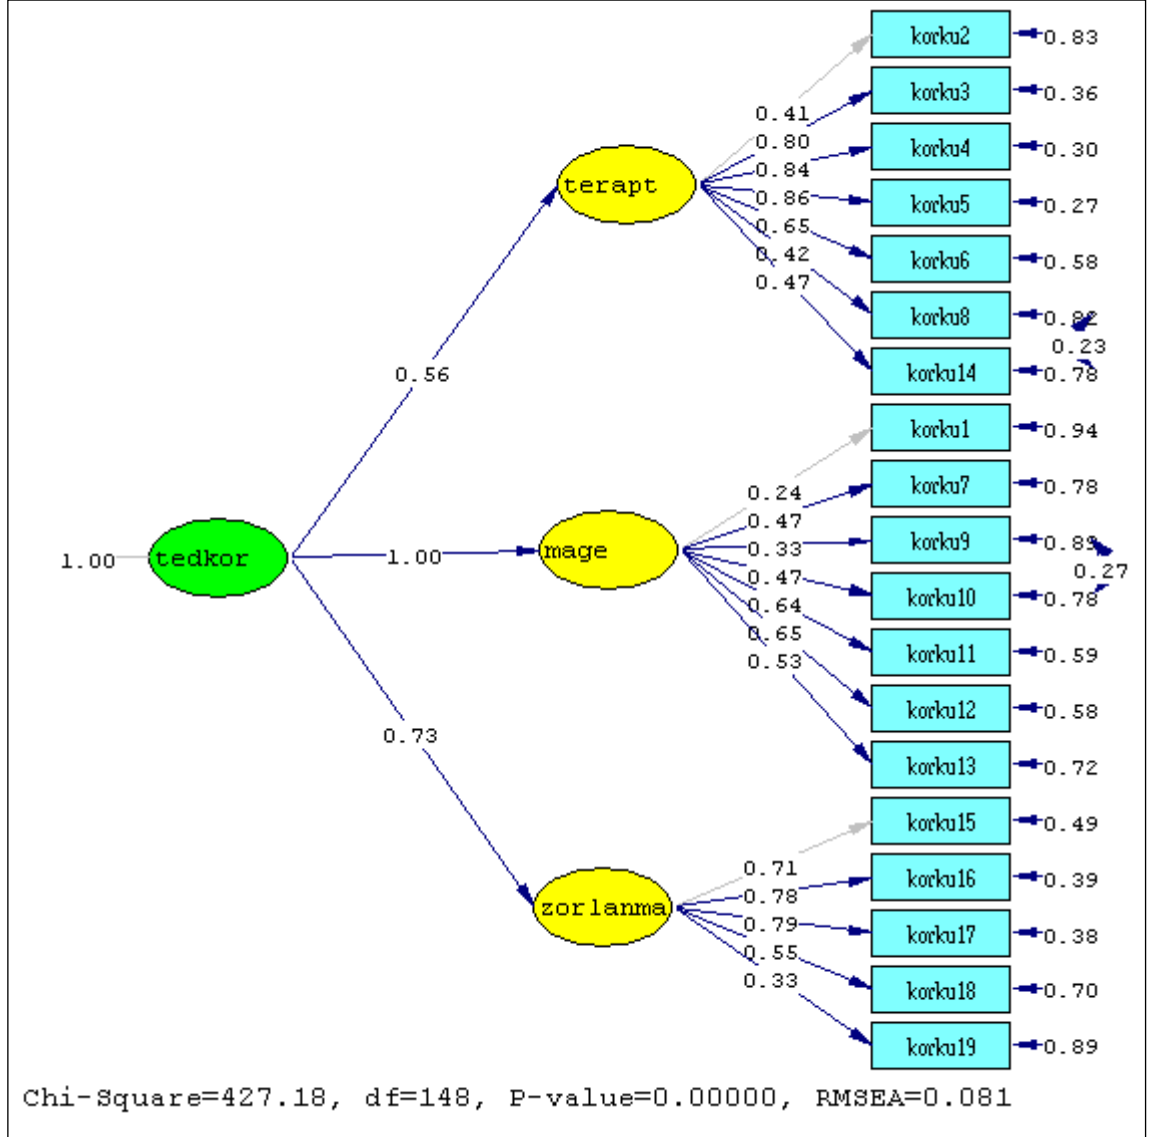 korku2 0.83
korku3 0.36
0.41
0.80
korku4 0.30
0.84
terapt
0.86
korku5 0.27
0.65
0.42
korku6 0.58
0.47
korku8 0.82
0.23
korku14 0.78
0.56
korku1 0.94
korku7 0.78
0.24
0.47
korku9 0.89
0.33
1.00 tedkor 1.00 mage
0.27
0.47
korku10 0.78
0.64
0.65
korku11 0.59
0.53
korku12 0.58
0.73
korku13 0.72
korku15 0.49
0.71
korku16 0.39
0.78
zorlanma
0.79
korku17 0.38
0.55
0.33
korku18 0.70
korku19 0.89
Chi-Square=427.18, df=148, P-value=0.00000, RMSEA=0.081